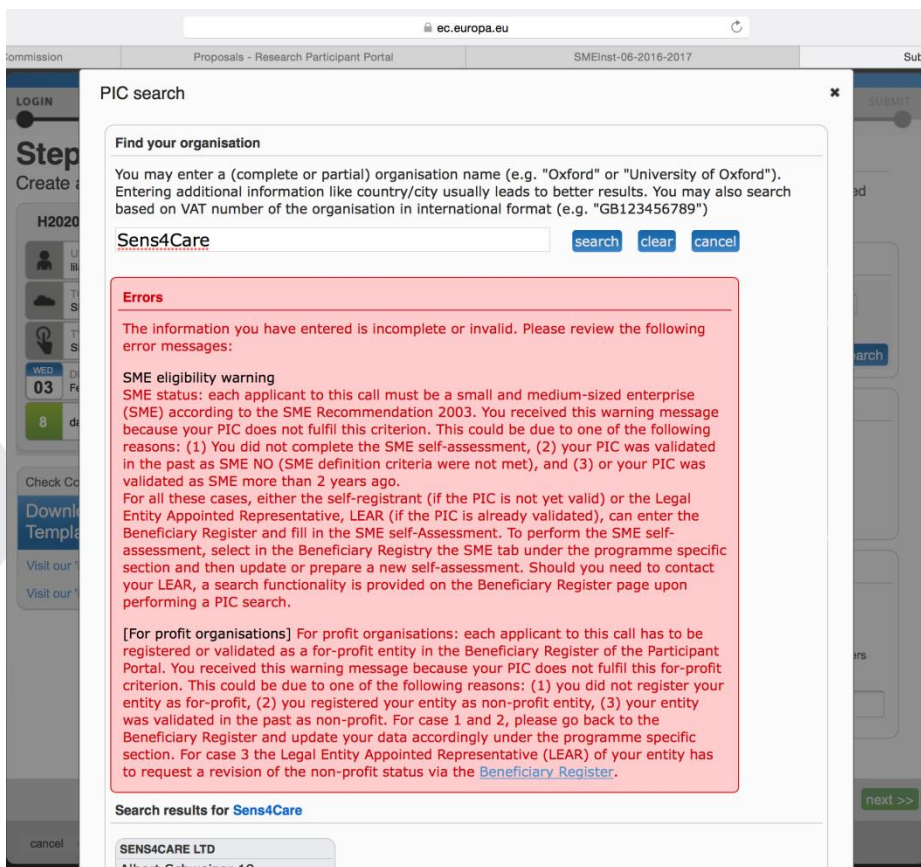 ec.europa.eu
Commission
Proposals - Research Participant Portal
SMEInst-06-2016-2017
Sub
LOGIN
PIC search
SUBMIT
Step
Create a
ed
H2020
Find your organisation
You may enter a (complete or partial) organisation name (e.g. "Oxford" or "University of Oxford").
Entering additional information like country/city usually leads to better results. You may also search
based on VAT number of the organisation in international format (e.g. "GB123456789")
Sens4Care
search clear cancel
Errors
The information you have entered is incomplete or invalid. Please review the following
error messages:
SME eligibility warning
SME status: each applicant to this call must be a small and medium-sized enterprise
(SME) according to the SME Recommendation 2003. You received this warning message
because your PIC does not fulfil this criterion. This could be due to one of the following
reasons: (1) You did not complete the SME self-assessment, (2) your PIC was validated
in the past as SME NO (SME definition criteria were not met), and (3) or your PIC was
validated as SME more than 2 years ago.
For all these cases, either the self-registrant (if the PIC is not yet valid) or the Legal
Entity Appointed Representative, LEAR (if the PIC is already validated), can enter the
Beneficiary Register and fill in the SME self-Assessment. To perform the SME self-
assessment, select in the Beneficiary Registry the SME tab under the programme specific
section and then update or prepare a new self-assessment. Should you need to contact
your LEAR, a search functionality is provided on the Beneficiary Register page upon
performing a PIC search.
[For profit organisations] For profit organisations: each applicant to this call has to be
registered or validated as a for-profit entity in the Beneficiary Register of the Participant
Portal. You received this warning message because your PIC does not fulfil this for-profit
criterion. This could be due to one of the following reasons: (1) you did not register your
entity as for-profit, (2) you registered your entity as non-profit entity, (3) your entity
was validated in the past as non-profit. For case 1 and 2, please go back to the
Beneficiary Register and update your data accordingly under the programme specific
section. For case 3 the Legal Entity Appointed Representative (LEAR) of your entity has
to request a revision of the non-profit status via the Beneficiary Register.
Search results for Sens4Care
SENS4CARE LTD
WED
03
Fe
8
da
Check Co
Downl
Templa
Visit our '
Visit our '
cancel
arch
ers
next >>